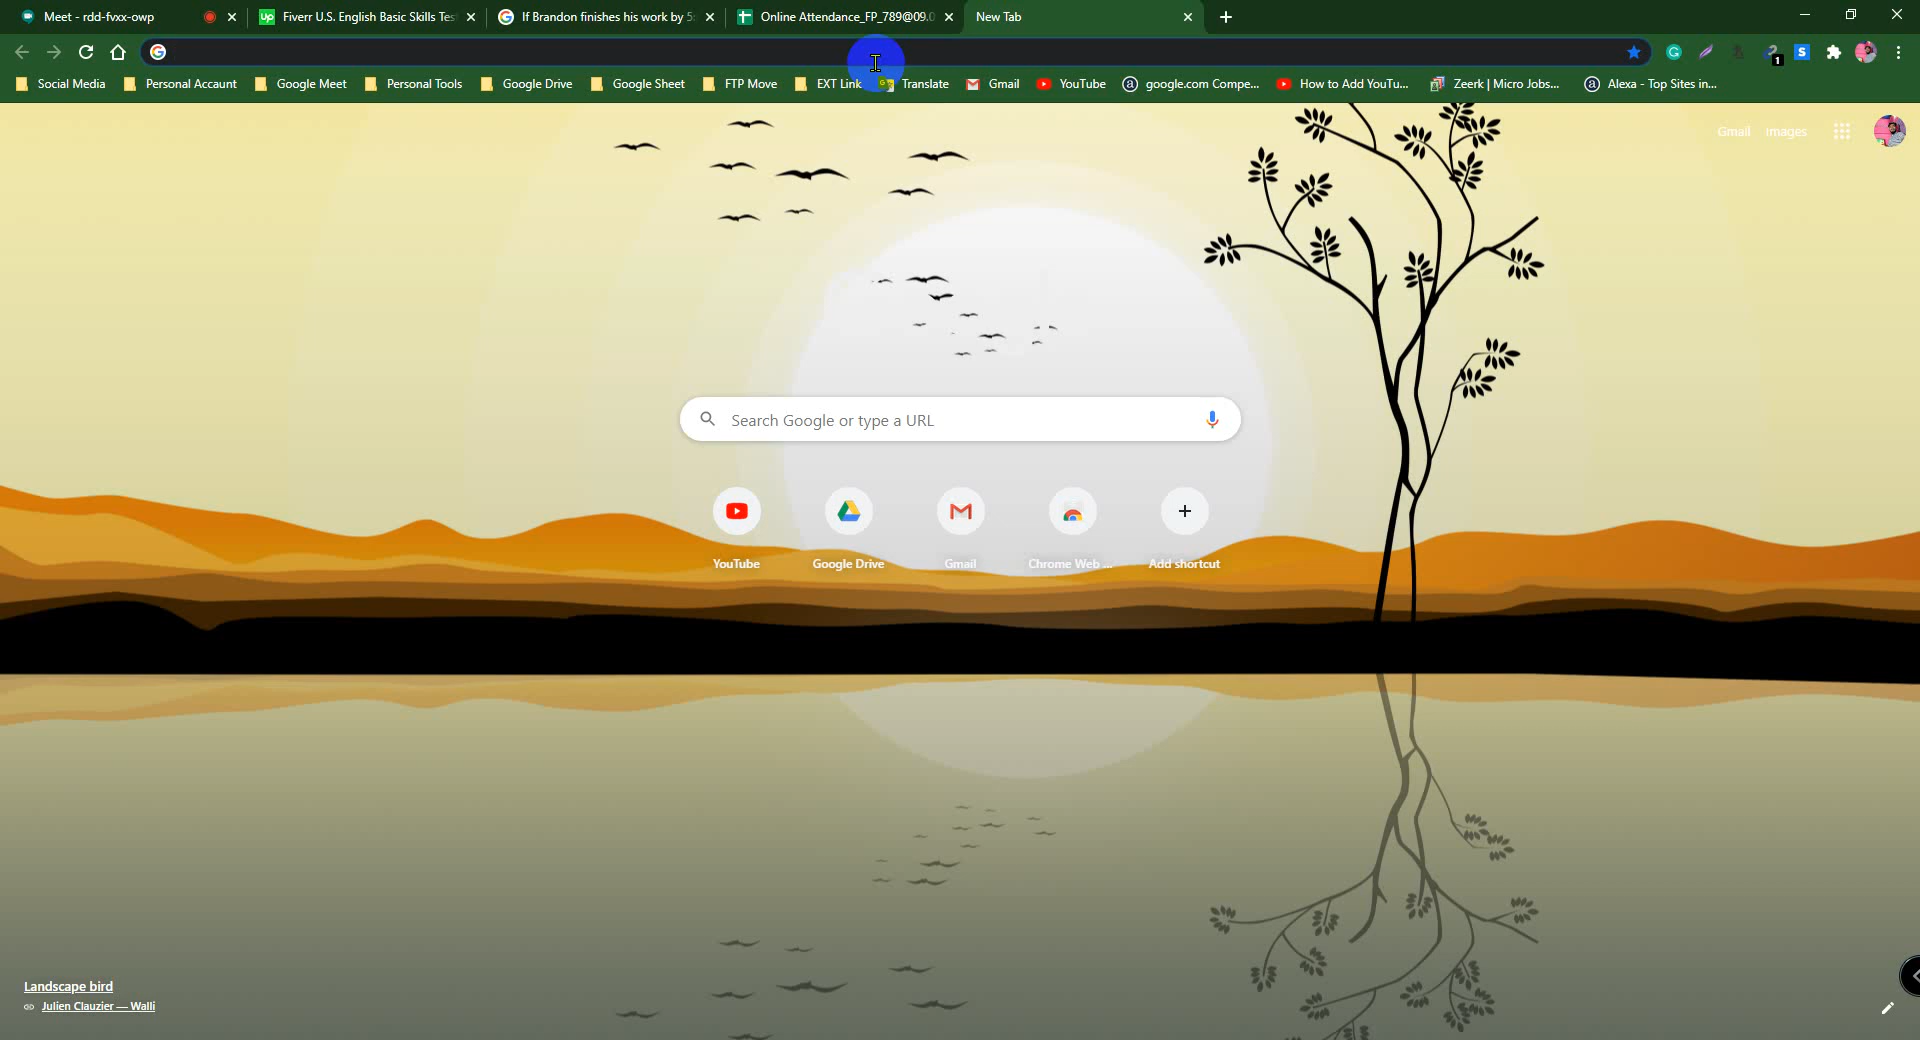 Meet - rdd-fvxx-owp
Up Fiverr U.S. English Basic Skills Tes
If Brandon finishes his work by 5:
Online Attendance_FP_789@09.0
New Tab
Social Media
Personal Accaunt
Google Meet
Personal Tools
Google Drive
Google Sheet
FTP Move
EXT Link
Translate
Gmail
YouTube
google.com Compe...
How to Add YouTu...
Zeerk | Micro Jobs...
Alexa - Top Sites in...
Gmail Images
Search Google or type a URL
YouTube
Google Drive
Gmail
Chrome Web ...
Add shortcut
Landscape bird
Julien Clauzier — Walli